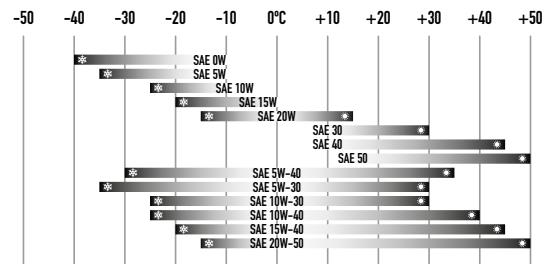 -50 -40 -30 -20 -10 0°C +10 +20 +30 +40 +50
SAE 0W
SAE 5W
SAE 10W
SAE 15W
SAE 20W
SAE 30
SAE 40
SAE 50
SAE 5W-40
SAE 5W-30
SAE 10W-30
SAE 10W-40
SAE 15W-40
SAE 20W-50